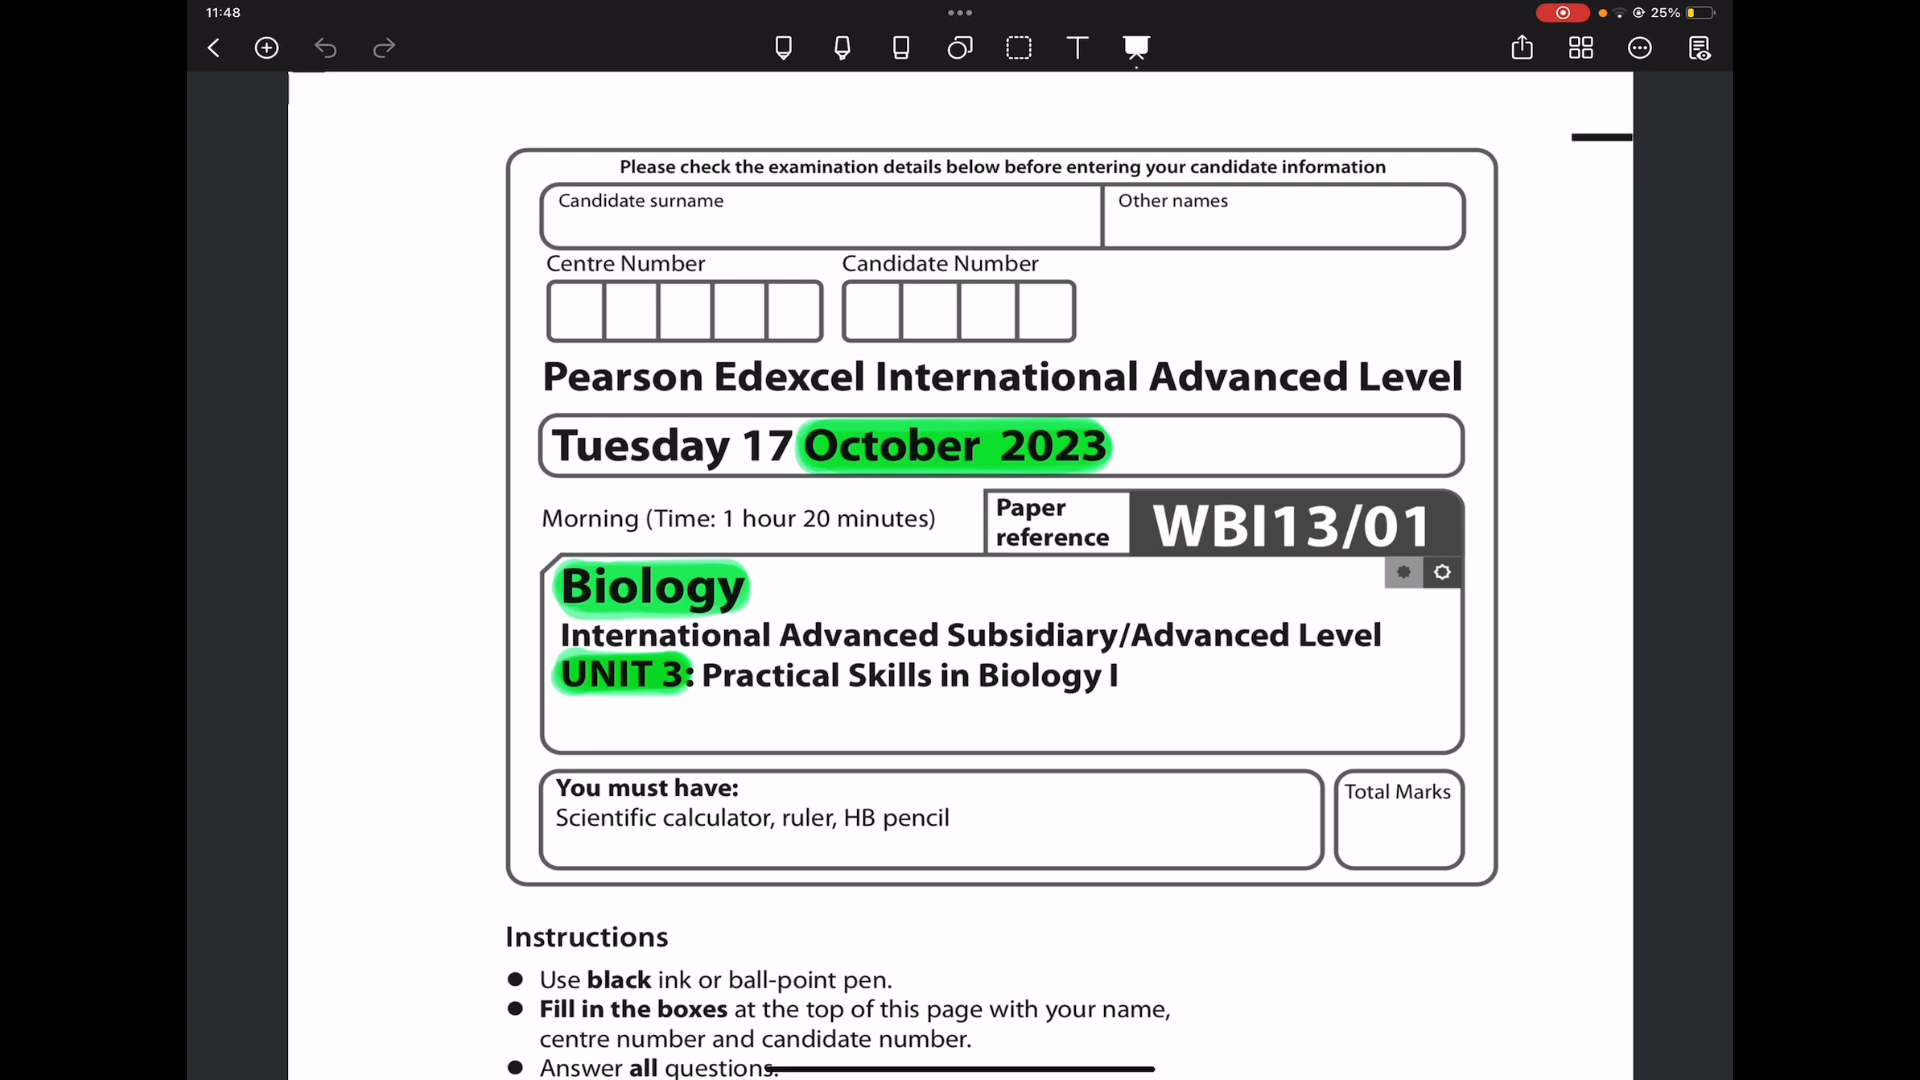 11:48
25%
Please check the examination details below before entering your candidate information
Candidate surname
Other names
Centre Number
Candidate Number
Pearson Edexcel International Advanced Level
Tuesday 17 October 2023
Morning (Time: 1 hour 20 minutes)
Paper
reference
WBI13/01
Biology
International Advanced Subsidiary/Advanced Level
UNIT 3: Practical Skills in Biology I
You must have:
Scientific calculator, ruler, HB pencil
Total Marks
Instructions
● Use black ink or ball-point pen.
● Fill in the boxes at the top of this page with your name,
centre number and candidate number.
● Answer all questions.